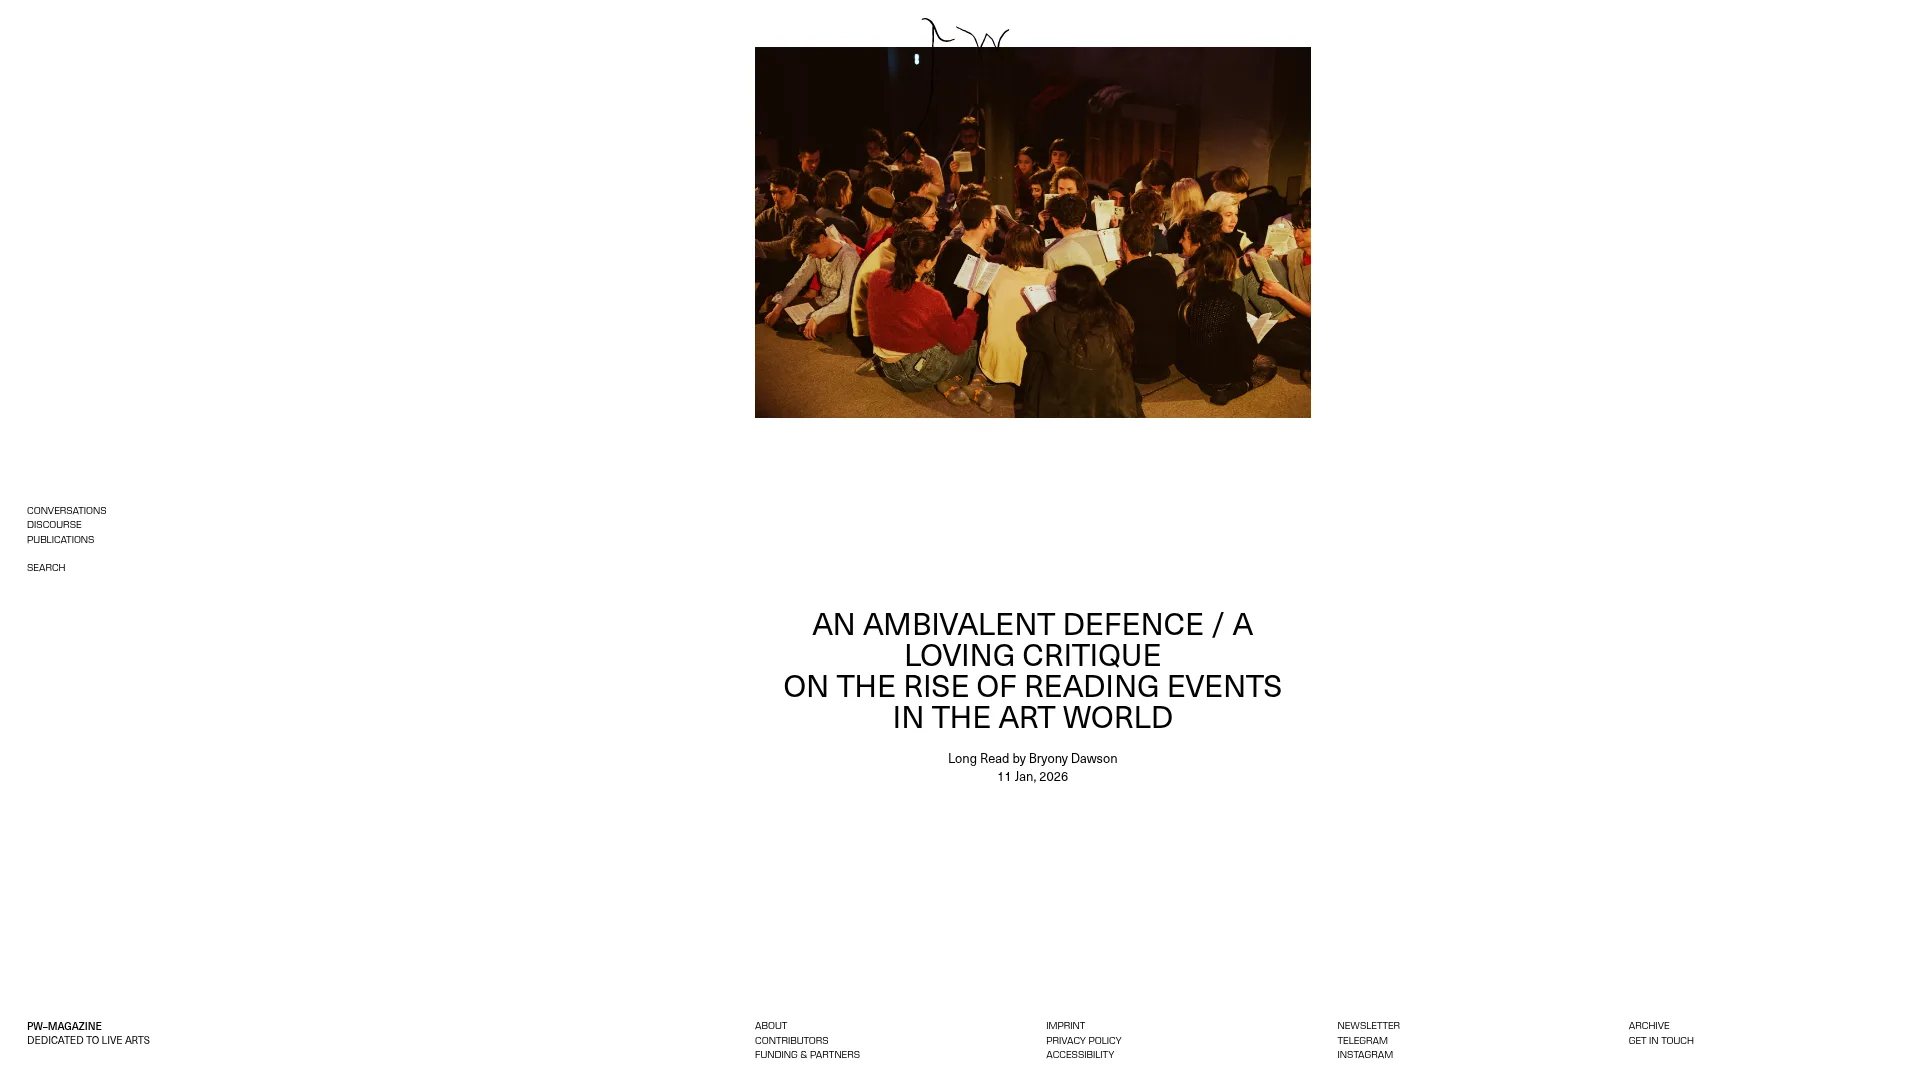 CONVERSATIONS
DISCOURSE
PUBLICATIONS
SEARCH
AN AMBIVALENT DEFENCE / A
LOVING CRITIQUE
ON THE RISE OF READING EVENTS
IN THE ART WORLD
Long Read by Bryony Dawson
11 Jan, 2026
PW–MAGAZINE
DEDICATED TO LIVE ARTS
ABOUT
CONTRIBUTORS
FUNDING & PARTNERS
IMPRINT
PRIVACY POLICY
ACCESSIBILITY
NEWSLETTER
TELEGRAM
INSTAGRAM
ARCHIVE
GET IN TOUCH